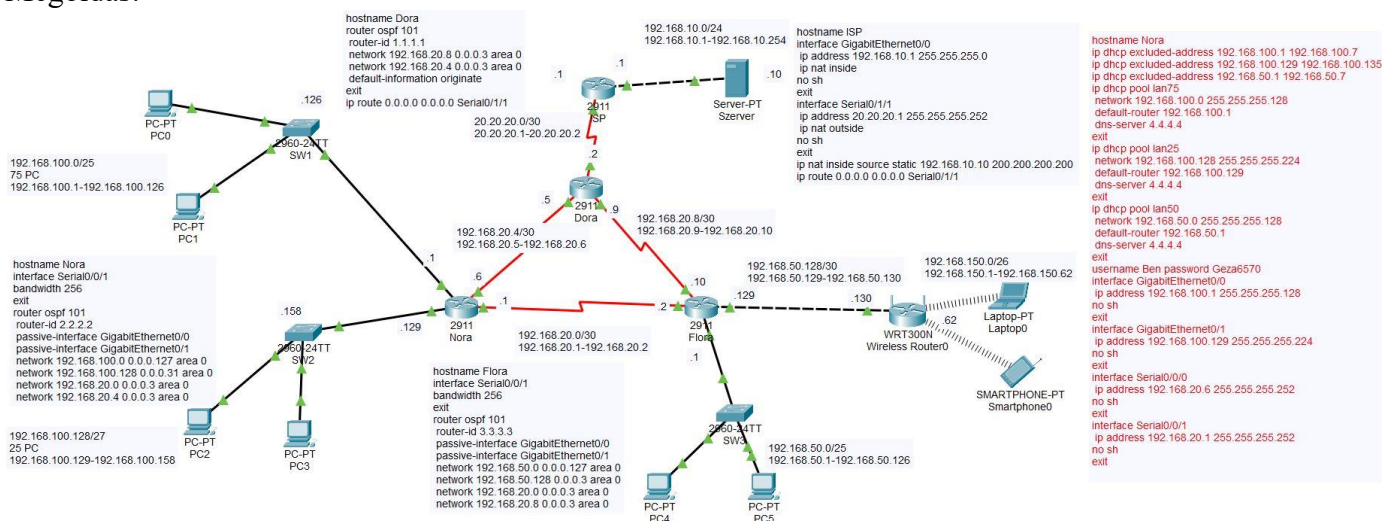 Megoldás:
hostname Dora
router ospf 101
router-id 1.1.1.1
network 192.168.20.8 0.0.0.3 area 0
network 192.168.20.4 0.0.0.3 area 0
default-information originate
exit
ip route 0.0.0.0 0.0.0.0 Serial0/1/1
192.168.10.0/24
192.168.10.1-192.168.10.254
.1
.1
.10
2911
SP
Server-PT
Szerver
hostname ISP
interface GigabitEthernet0/0
ip address 192.168.10.1 255.255.255.0
ip nat inside
no sh
exit
interface Serial0/1/1
ip address 20.20.20.1 255.255.255.252
ip nat outside
no sh
exit
ip nat inside source static 192.168.10.10 200.200.200.200
ip route 0.0.0.0 0.0.0.0 Serial0/1/1
hostname Nora
ip dhcp excluded-address 192.168.100.1 192.168.100.7
ip dhcp excluded-address 192.168.100.129 192.168.100.135
ip dhcp excluded-address 192.168.50.1 192.168.50.7
ip dhcp pool lan75
network 192.168.100.0 255.255.255.128
default-router 192.168.100.1
dns-server 4.4.4.4
exit
ip dhcp pool lan25
network 192.168.100.128 255.255.255.224
default-router 192.168.100.129
dns-server 4.4.4.4
exit
ip dhcp pool lan50
network 192.168.50.0 255.255.255.128
default-router 192.168.50.1
dns-server 4.4.4.4
exit
username Ben password Geza6570
interface GigabitEthernet0/0
ip address 192.168.100.1 255.255.255.128
no sh
exit
interface GigabitEthernet0/1
ip address 192.168.100.129 255.255.255.224
no sh
exit
interface Serial0/0/0
ip address 192.168.20.6 255.255.255.252
no sh
exit
interface Serial0/0/1
ip address 192.168.20.1 255.255.255.252
no sh
exit
PC-PT
PC0
.126
2960-24TT
SW1
20.20.20.0/30
20.20.20.1-20.20.20.2
.2
2911
Dora
.5
.9
192.168.100.0/25
75 PC
192.168.100.1-192.168.100.126
PC-PT
PC1
192.168.20.4/30
192.168.20.5-192.168.20.6
192.168.20.8/30
192.168.20.9-192.168.20.10
hostname Nora
interface Serial0/0/1
bandwidth 256
exit
router ospf 101
router-id 2.2.2.2
passive-interface GigabitEthernet0/0
passive-interface GigabitEthernet0/1
network 192.168.100.0 0.0.0.127 area 0
network 192.168.100.128 0.0.0.31 area 0
network 192.168.20.0 0.0.0.3 area 0
network 192.168.20.4 0.0.0.3 area 0
.1
.6
.1
.129
2911
Nora
.158
2960-24TT
SW2
192.168.20.0/30
192.168.20.1-192.168.20.2
.10
.2
.129
.1
2911
Flora
192.168.50.128/30
192.168.50.129-192.168.50.130
.130
192.168.150.0/26
192.168.150.1-192.168.150.62
.62
WRT300N
Wireless Router0
Laptop-PT
Laptop0
SMARTPHONE-PT
Smartphone0
192.168.100.128/27
25 PC
192.168.100.129-192.168.100.158
PC-PT
PC2
PC-PT
PC3
hostname Flora
interface Serial0/0/1
bandwidth 256
exit
router ospf 101
router-id 3.3.3.3
passive-interface GigabitEthernet0/0
passive-interface GigabitEthernet0/1
network 192.168.50.0 0.0.0.127 area 0
network 192.168.50.128 0.0.0.3 area 0
network 192.168.20.0 0.0.0.3 area 0
network 192.168.20.8 0.0.0.3 area 0
2960-24TT
SW3
192.168.50.0/25
192.168.50.1-192.168.50.126
PC-PT
PC4
PC-PT
PC5